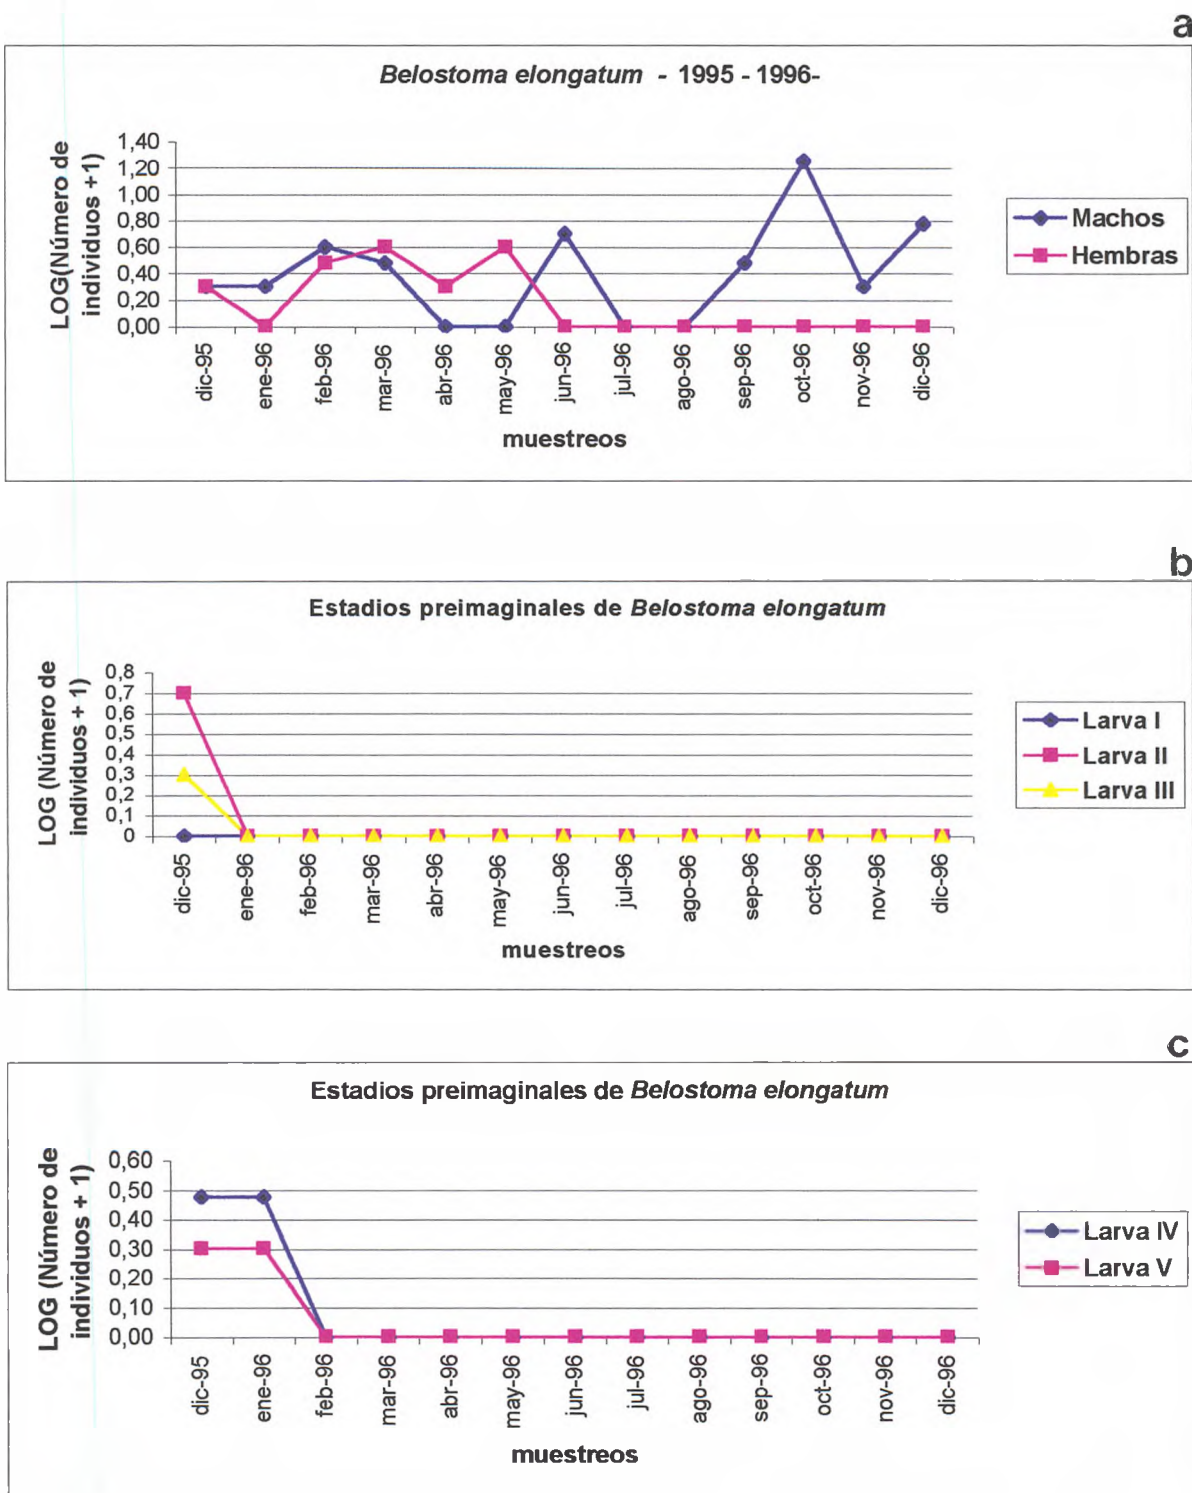 a
Belostoma elongatum - 1995 - 1996-
LOG(Número de
individuos +1)
1,40
1,20
1,00
0,80
0,60
0,40
0,20
0,00
dic-95
ene-96
feb-96
mar-96
abr-96
may-96
jun-96
jul-96
ago-96
sep-96
oct-96
nov-96
dic-96
muestreos
Machos
Hembras
b
Estadios preimaginales de Belostoma elongatum
LOG (Número de
individuos + 1)
0,8
0,7
0,6
0,5
0,4
0,3
0,2
0,1
0
dic-95
ene-96
feb-96
mar-96
abr-96
may-96
jun-96
jul-96
ago-96
sep-96
oct-96
nov-96
dic-96
muestreos
Larva I
Larva II
Larva III
c
Estadios preimaginales de Belostoma elongatum
LOG (Número de
individuos + 1)
0,60
0,50
0,40
0,30
0,20
0,10
0,00
dic-95
ene-96
feb-96
mar-96
abr-96
may-96
jun-96
jul-96
ago-96
sep-96
oct-96
nov-96
dic-96
muestreos
Larva IV
Larva V